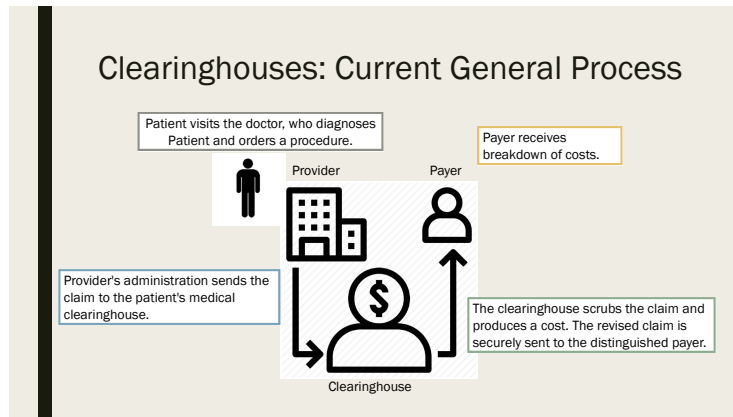 Clearinghouses: Current General Process
Patient visits the doctor, who diagnoses
Patient and orders a procedure.
Payer receives
breakdown of costs.
Provider
Payer
Provider's administration sends the
claim to the patient's medical
clearinghouse.
$
The clearinghouse scrubs the claim and
produces a cost. The revised claim is
securely sent to the distinguished payer.
Clearinghouse